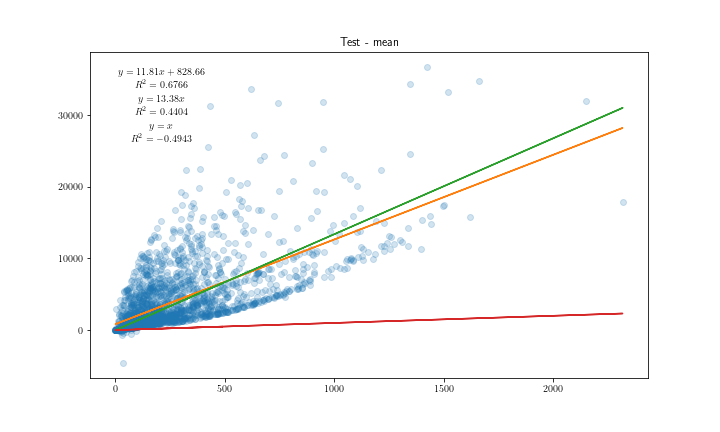 Test - mean
y = 11.81x + 828.66
R² = 0.6766
y = 13.38x
R² = 0.4404
y = x
R² = −0.4943
30000
20000
10000
0
0 500 1000 1500 2000